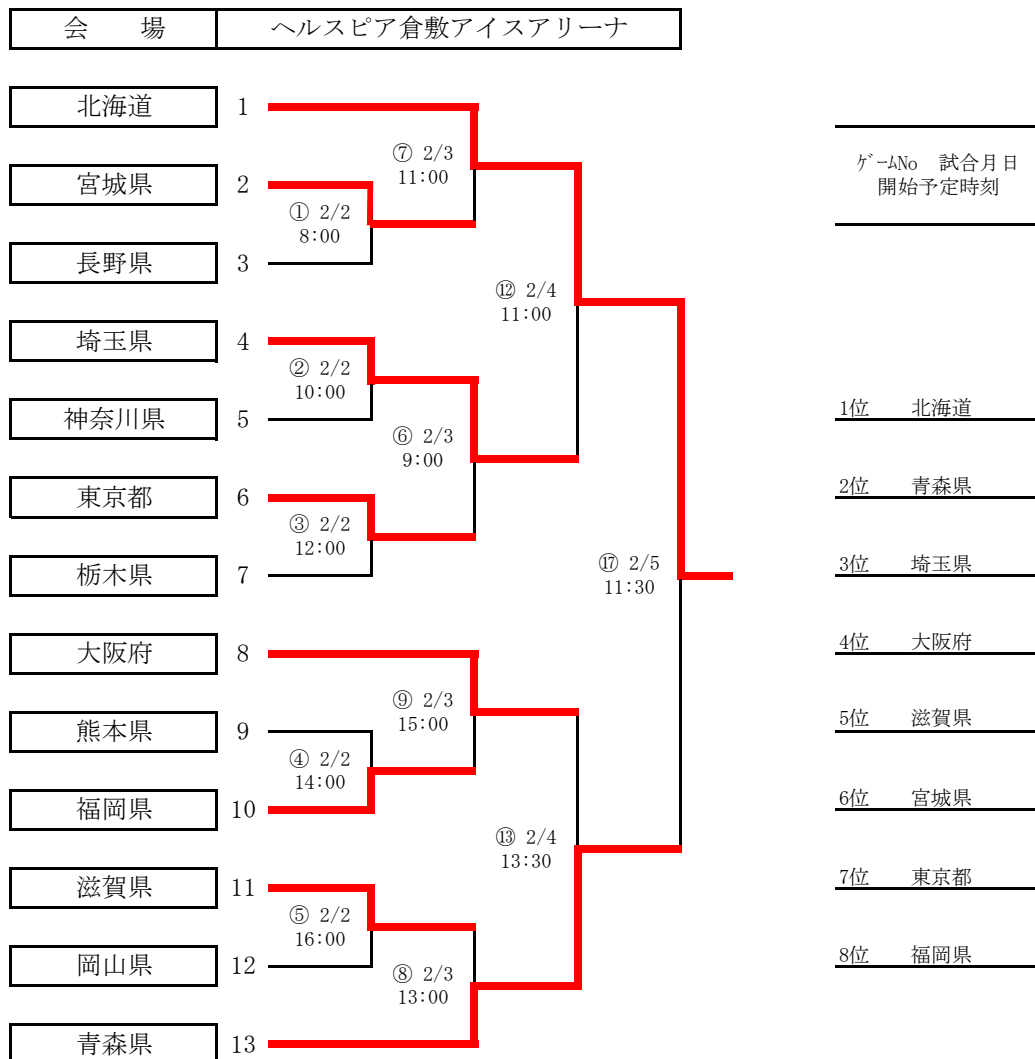 会　場　ヘルスピア倉敷アイスアリーナ
北海道 1
⑦ 2/3
11:00
ｹﾞｰﾑNo 試合月日
開始予定時刻
宮城県 2
① 2/2
8:00
長野県 3
⑫ 2/4
11:00
埼玉県 4
② 2/2
10:00
神奈川県 5
1位 北海道
⑥ 2/3
9:00
東京都 6
2位 青森県
③ 2/2
12:00
栃木県 7
3位 埼玉県
⑰ 2/5
11:30
大阪府 8
4位 大阪府
⑨ 2/3
15:00
熊本県 9
5位 滋賀県
④ 2/2
14:00
福岡県 10
6位 宮城県
⑬ 2/4
13:30
滋賀県 11
7位 東京都
⑤ 2/2
16:00
岡山県 12
8位 福岡県
⑧ 2/3
13:00
青森県 13